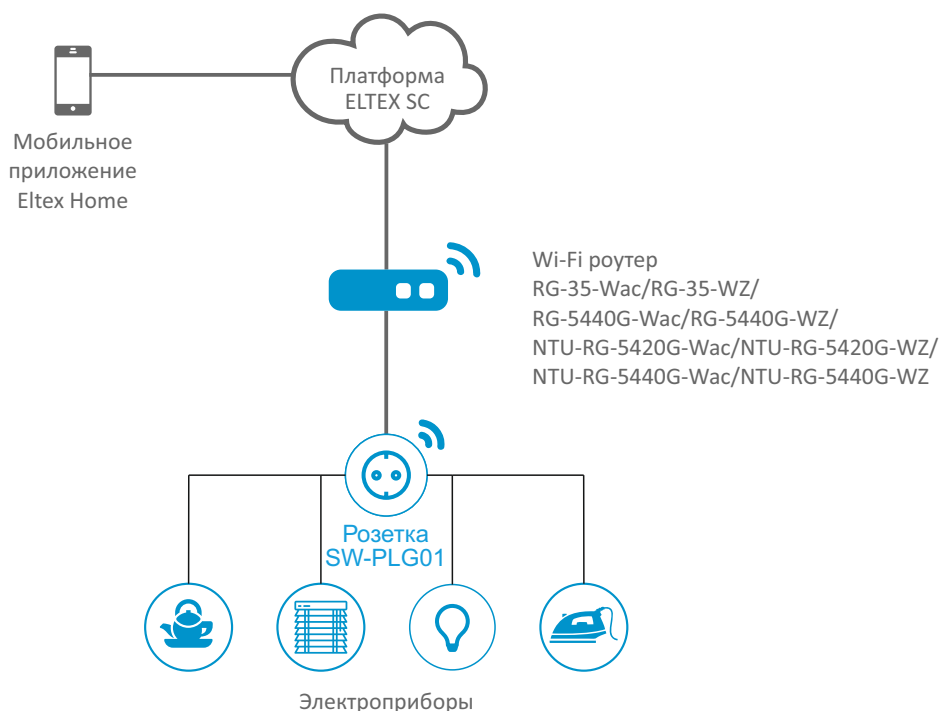 Платформа
ELTEX SC
Мобильное
приложение
Eltex Home
Wi-Fi роутер
RG-35-Wac/RG-35-WZ/
RG-5440G-Wac/RG-5440G-WZ/
NTU-RG-5420G-Wac/NTU-RG-5420G-WZ/
NTU-RG-5440G-Wac/NTU-RG-5440G-WZ
Розетка
SW-PLG01
Электроприборы